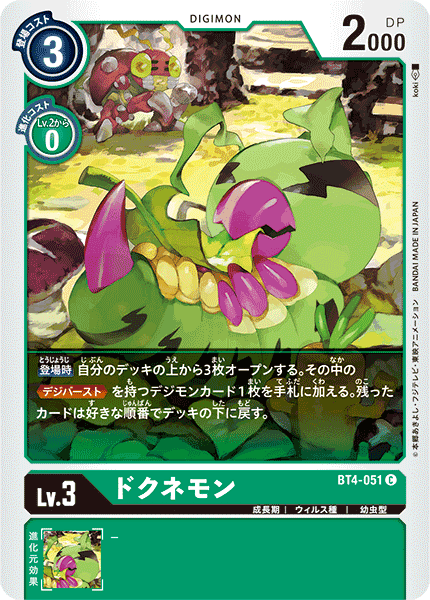 DIGIMON
登場コスト
3
2000
DP
進化コスト
Lv.2から
0
koki
© 本郷あきよし・フジテレビ・東映アニメーション BANDAI MADE IN JAPAN
登場時 自分のデッキの上から3枚オープンする。その中の
デジバースト を持つデジモンカード1枚を手札に加える。残った
カードは好きな順番でデッキの下に戻す。
BT4-051 C
Lv.3
ドクネモン
成長期 | ウィルス種 | 幼虫型
進化元効果
–